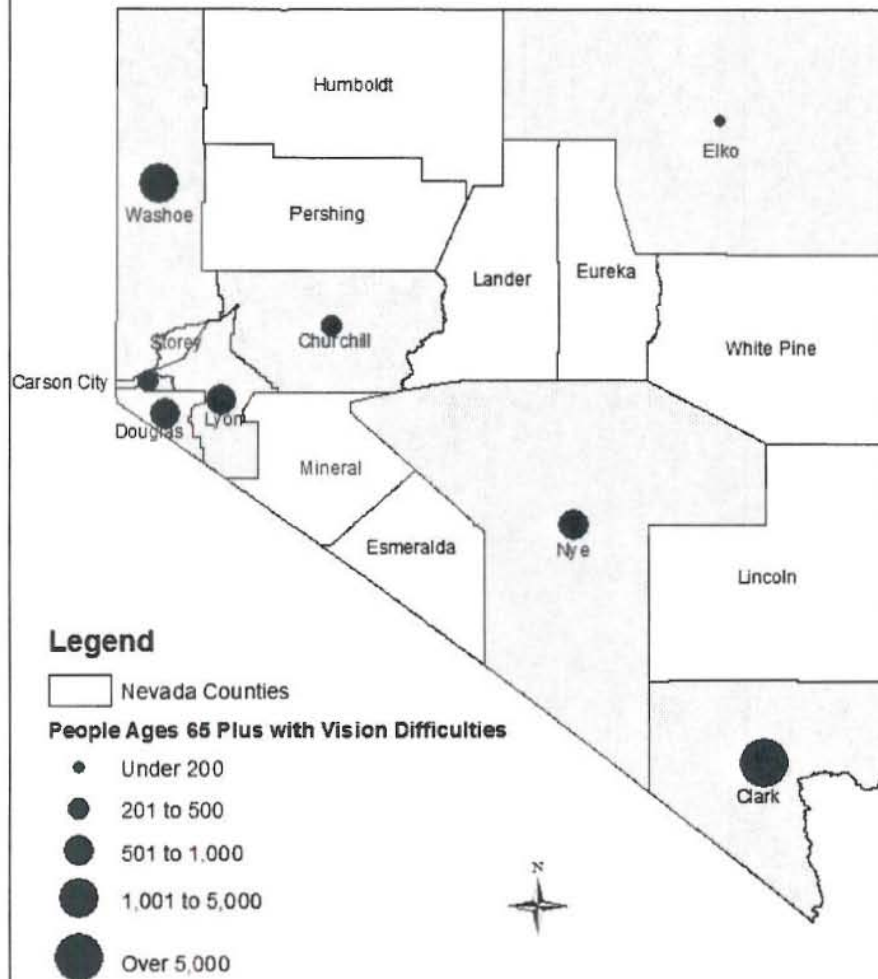 Humboldt
Elko
Washoe
Pershing
Lander
Eureka
Storey
Churchill
White Pine
Carson City
Lyon
Douglas
Mineral
Nye
Esmeralda
Lincoln
Clark
Legend
Nevada Counties
People Ages 65 Plus with Vision Difficulties
Under 200
201 to 500
501 to 1,000
1,001 to 5,000
Over 5,000
N